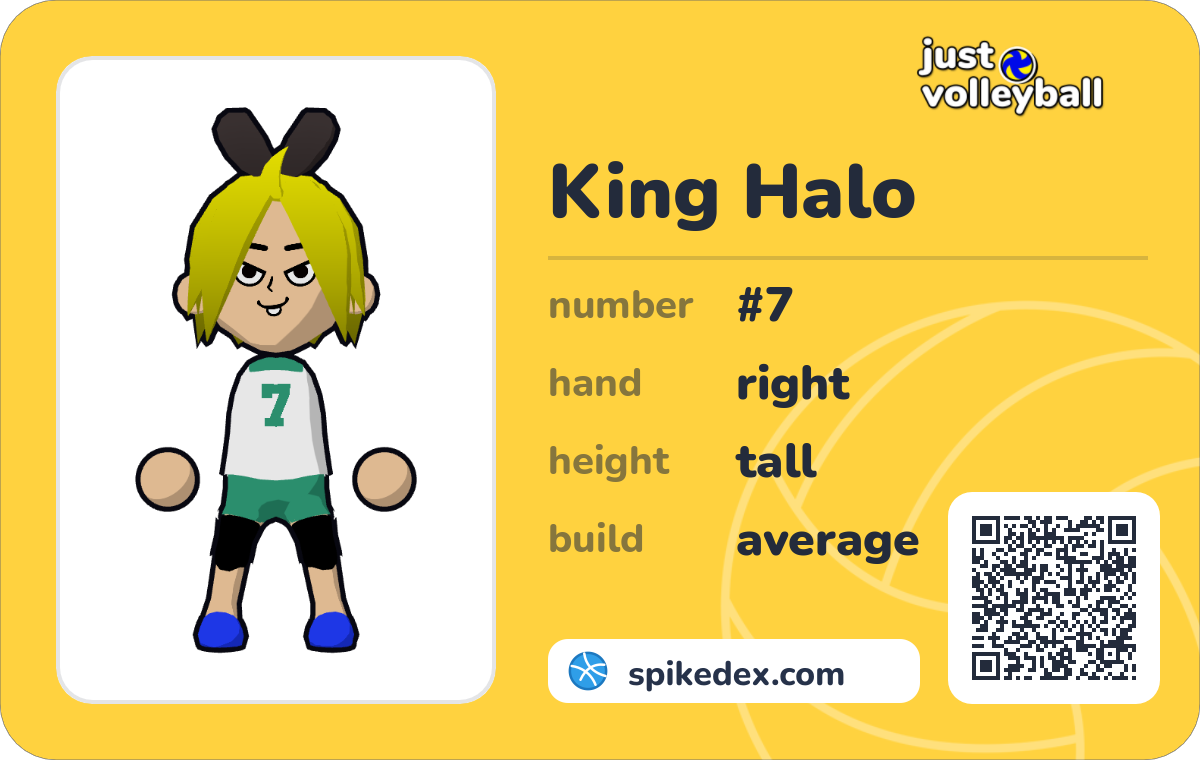 just
volleyball
King Halo
number #7
hand right
height tall
build average
7
spikedex.com